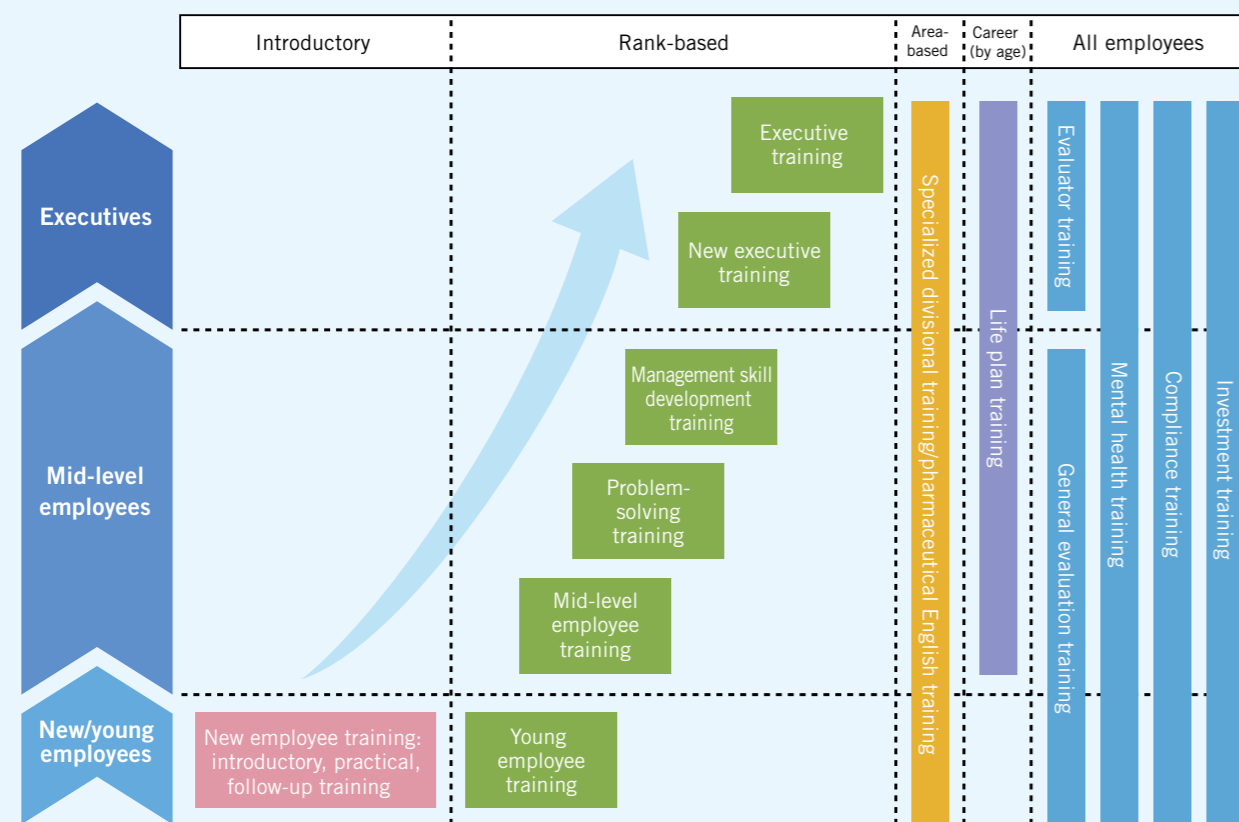 Introductory
Rank-based
Area-
based
Career
(by age)
All employees
Executives
Executive
training
New executive
training
Mid-level
employees
Management skill
development
training
Problem-
solving
training
Mid-level
employee
training
New/young
employees
New employee training:
introductory, practical,
follow-up training
Young
employee
training
Specialized divisional training/pharmaceutical English training
Life plan training
Evaluator training
General evaluation training
Mental health training
Compliance training
Investment training